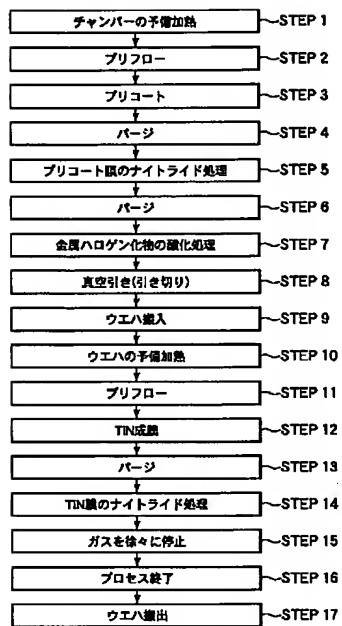 チャンバーの予備加熱 STEP 1
プリフロー STEP 2
プリコート STEP 3
パージ STEP 4
プリコート膜のナイトライド処理 STEP 5
パージ STEP 6
金属ハロゲン化物の酸化処理 STEP 7
真空引き(引き切り) STEP 8
ウエハ搬入 STEP 9
ウエハの予備加熱 STEP 10
プリフロー STEP 11
TiN成膜 STEP 12
パージ STEP 13
TiN膜のナイトライド処理 STEP 14
ガスを徐々に停止 STEP 15
プロセス終了 STEP 16
ウエハ搬出 STEP 17